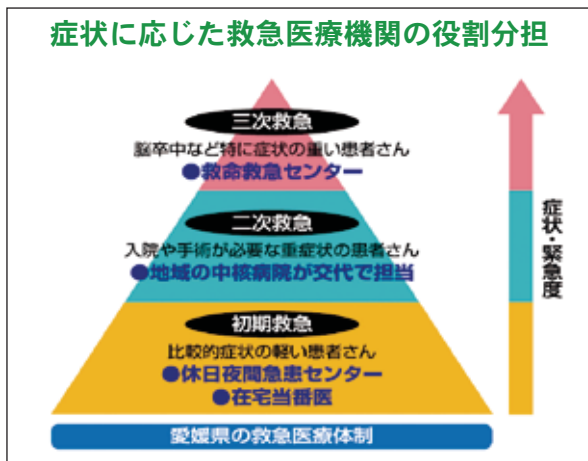 症状に応じた救急医療機関の役割分担
三次救急
脳卒中など特に症状の重い患者さん
●救命救急センター
二次救急
入院や手術が必要な重症状の患者さん
●地域の中核病院が交代で担当
初期救急
比較的症状の軽い患者さん
●休日夜間急患センター
●在宅当番医
愛媛県の救急医療体制
症状・緊急度